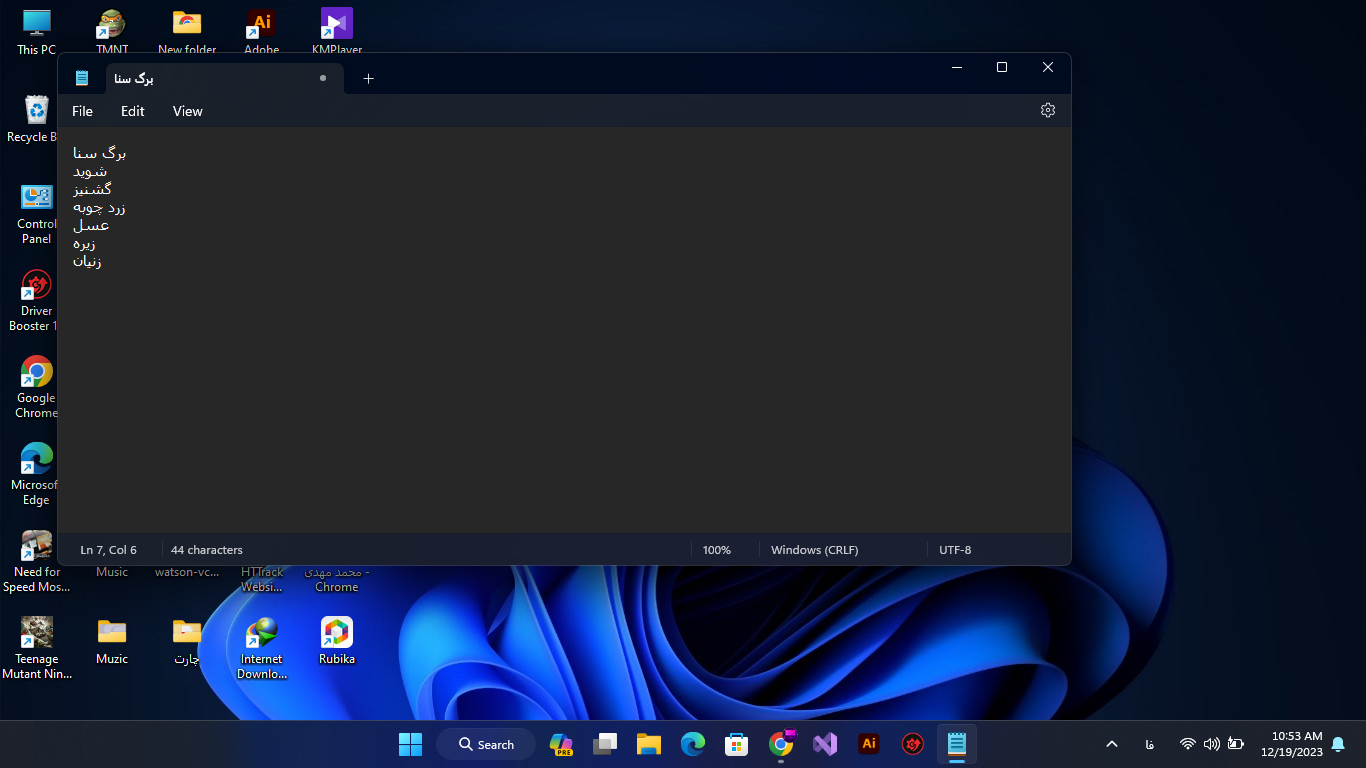 This PC
TMNT
New folder
Adobe
KMPlayer
برگ سنا
File Edit View
Recycle B
برگ سنا
شوید
گشنیز
زرد چوبه
عسل
زیره
زنیان
Control
Panel
Driver
Booster 1
Google
Chrome
Microsof
Edge
Ln 7, Col 6
44 characters
100%
Windows (CRLF)
UTF-8
Need for
Speed Mos...
Music
watson-vc...
HTTrack
Websi...
محمد مهدی -
Chrome
Teenage
Mutant Nin...
Muzic
چارت
Internet
Downlo...
Rubika
Search
PRE
Ai
Ai
فا
10:53 AM
12/19/2023